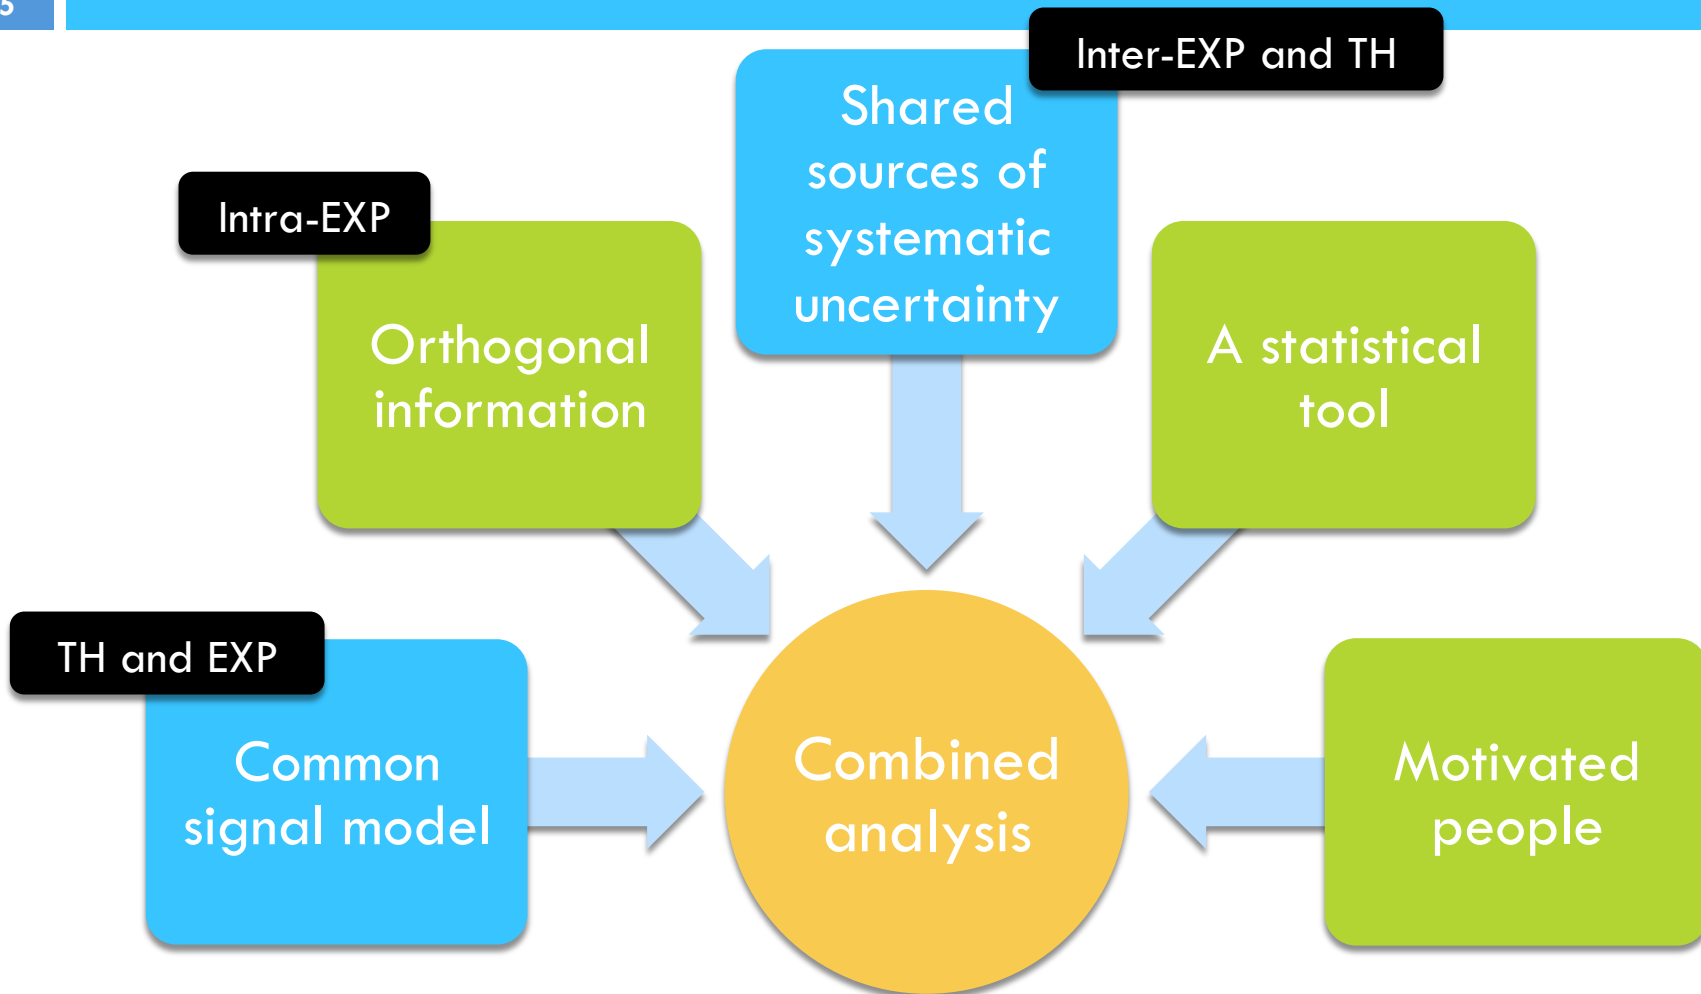 5
Inter-EXP and TH
Shared
sources of
systematic
uncertainty
Intra-EXP
Orthogonal
information
A statistical
tool
TH and EXP
Common
signal model
Combined
analysis
Motivated
people